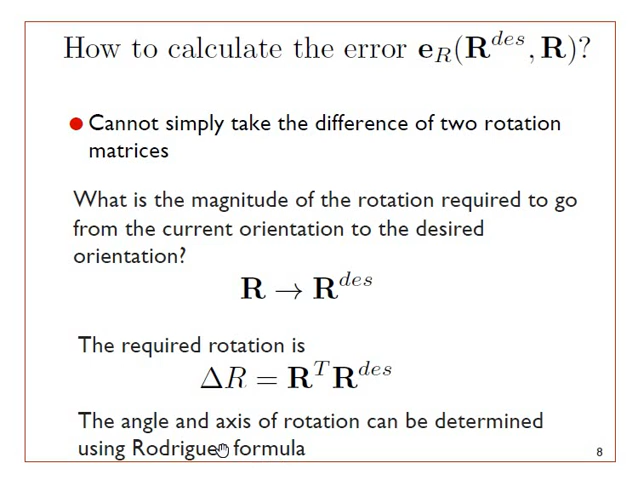 How to calculate the error e_R(R^des, R)?
Cannot simply take the difference of two rotation
matrices
What is the magnitude of the rotation required to go
from the current orientation to the desired
orientation?
R → R^des
The required rotation is
ΔR = R^T R^des
The angle and axis of rotation can be determined
using Rodrigues formula
8